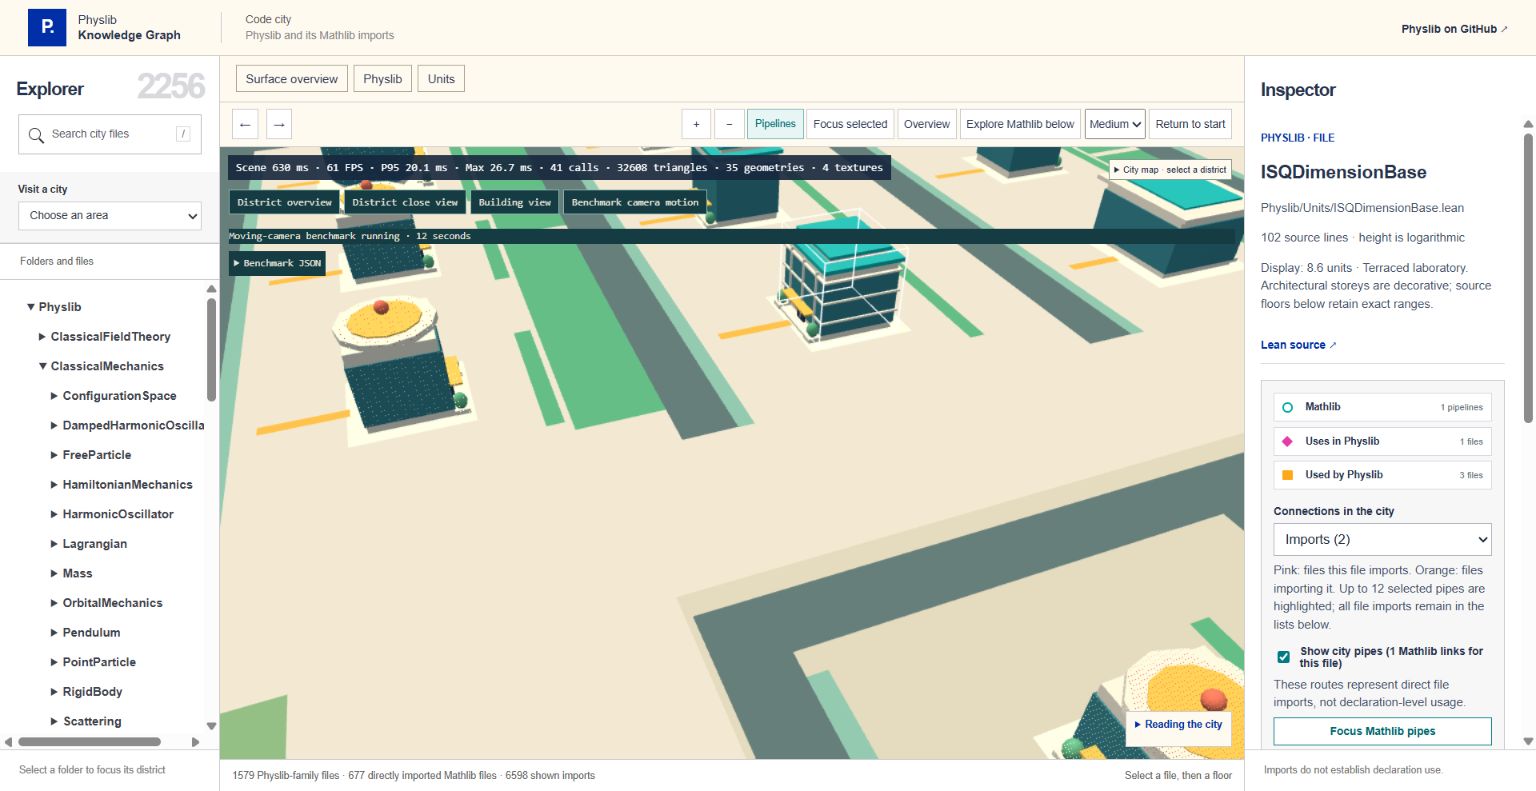 P.
Physlib
Knowledge Graph
Code city
Physlib and its Mathlib imports
Physlib on GitHub ↗
Explorer
2256
Search city files
/
Visit a city
Choose an area
Folders and files
▼ Physlib
▶ ClassicalFieldTheory
▼ ClassicalMechanics
▶ ConfigurationSpace
▶ DampedHarmonicOscilla
▶ FreeParticle
▶ HamiltonianMechanics
▶ HarmonicOscillator
▶ Lagrangian
▶ Mass
▶ OrbitalMechanics
▶ Pendulum
▶ PointParticle
▶ RigidBody
▶ Scattering
Select a folder to focus its district
Surface overview
Physlib
Units
←
→
+
−
Pipelines
Focus selected
Overview
Explore Mathlib below
Medium
Return to start
Scene 630 ms · 61 FPS · P95 20.1 ms · Max 26.7 ms · 41 calls · 32608 triangles · 35 geometries · 4 textures
▶ City map · select a district
District overview
District close view
Building view
Benchmark camera motion
Moving-camera benchmark running · 12 seconds
▶ Benchmark JSON
▶ Reading the city
1579 Physlib-family files · 677 directly imported Mathlib files · 6598 shown imports
Select a file, then a floor
Inspector
PHYSLIB · FILE
ISQDimensionBase
Physlib/Units/ISQDimensionBase.lean
102 source lines · height is logarithmic
Display: 8.6 units · Terraced laboratory.
Architectural storeys are decorative; source
floors below retain exact ranges.
Lean source ↗
Mathlib
1 pipelines
Uses in Physlib
1 files
Used by Physlib
3 files
Connections in the city
Imports (2)
Pink: files this file imports. Orange: files
importing it. Up to 12 selected pipes are
highlighted; all file imports remain in the
lists below.
Show city pipes (1 Mathlib links for
this file)
These routes represent direct file
imports, not declaration-level usage.
Focus Mathlib pipes
Imports do not establish declaration use.